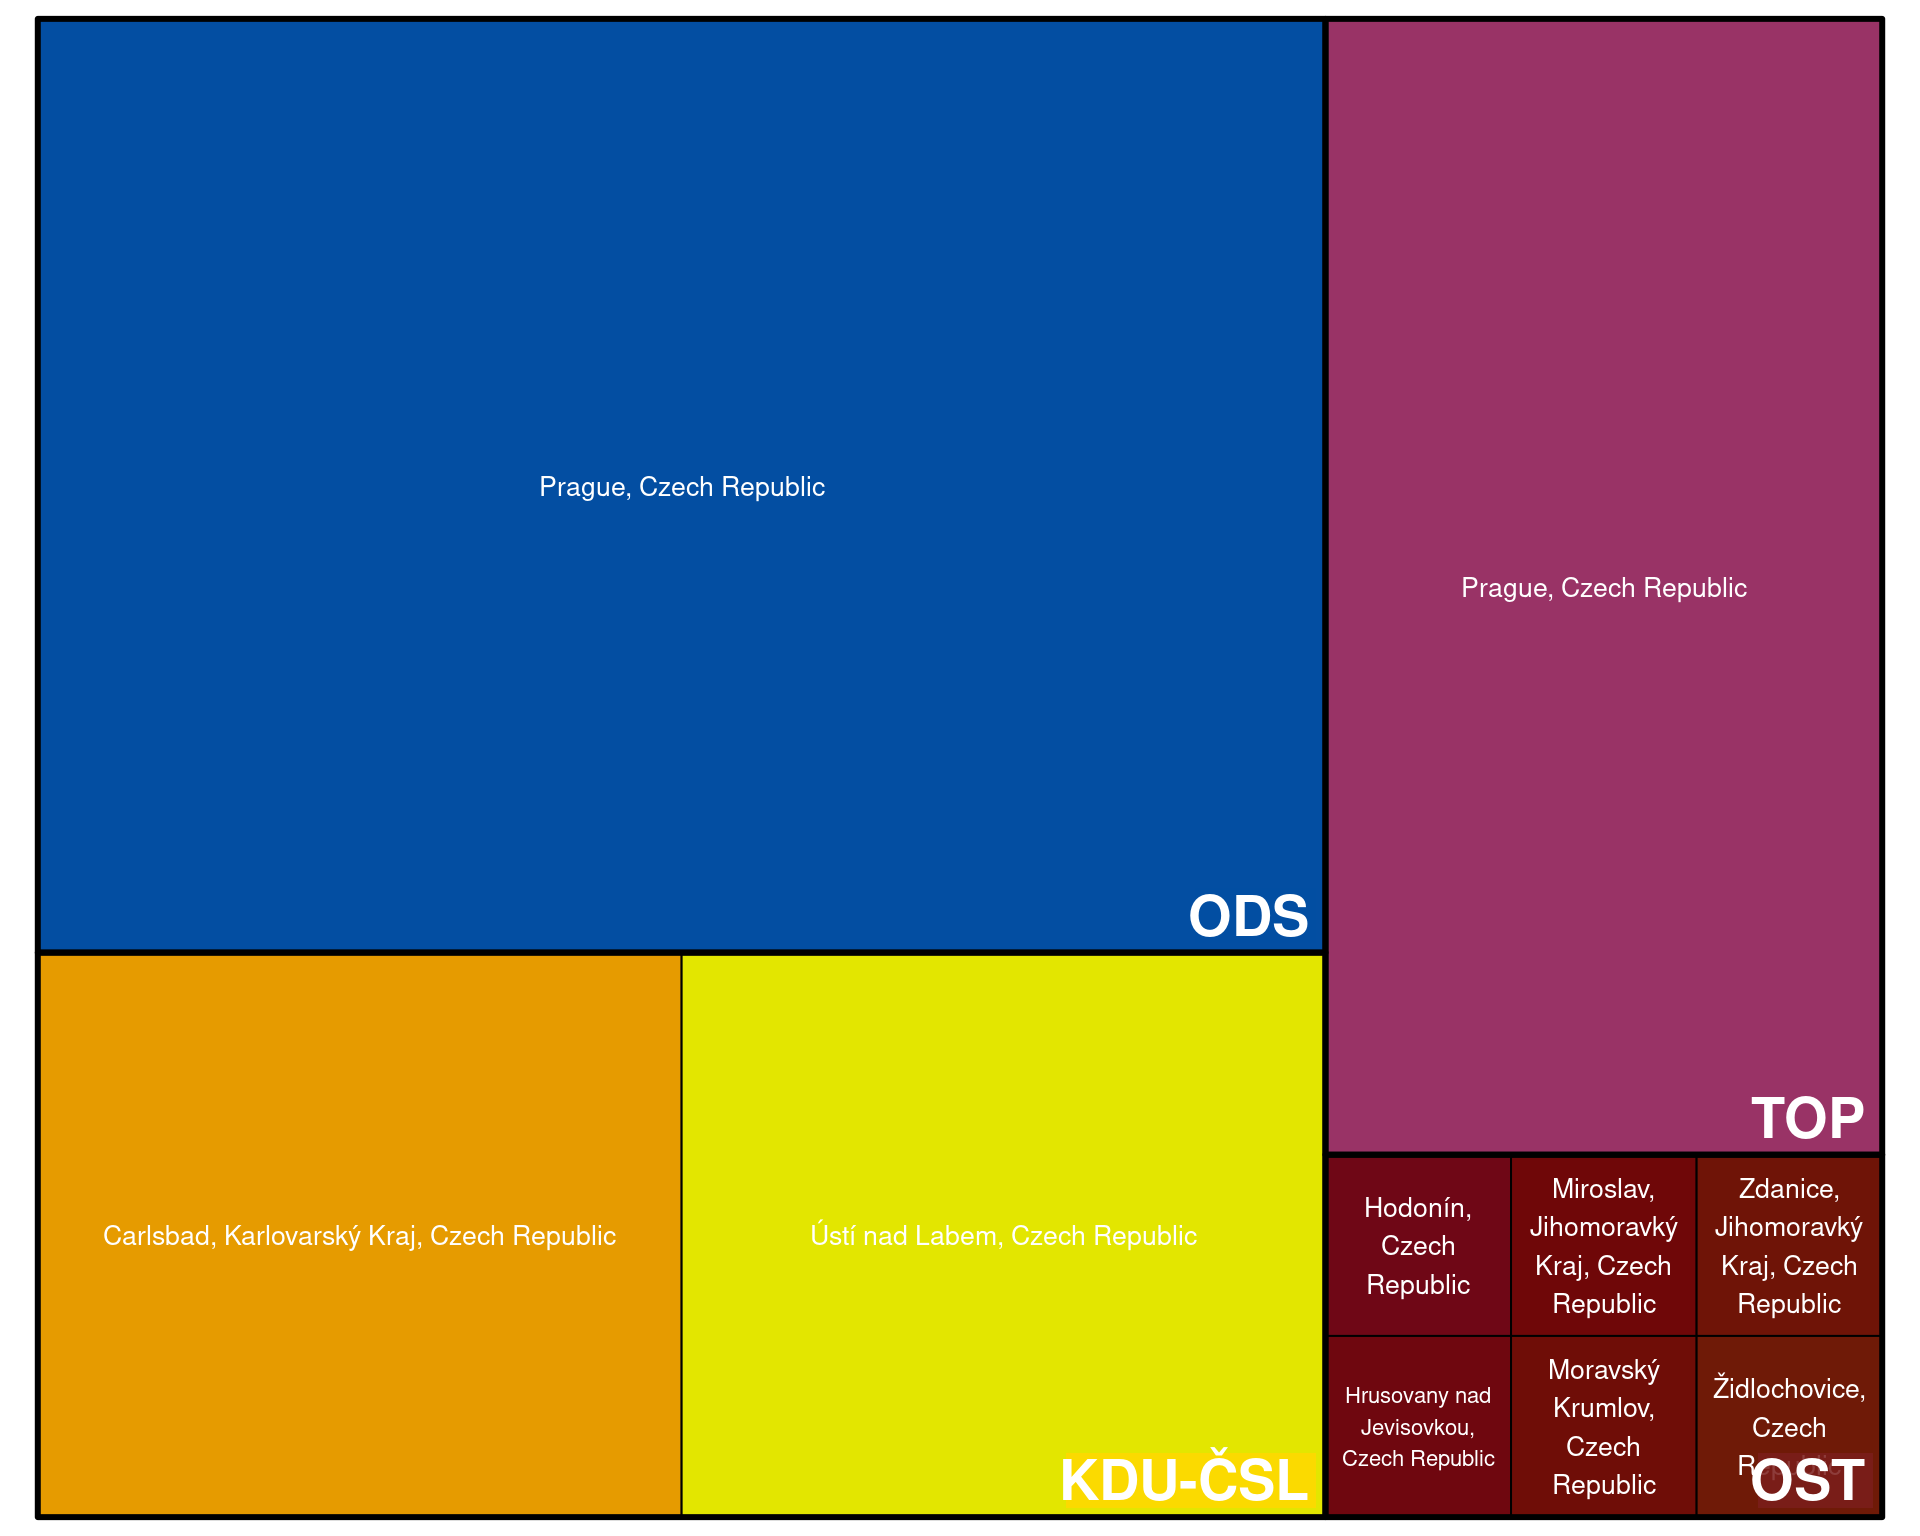 Prague, Czech Republic
ODS
Prague, Czech Republic
TOP
Carlsbad, Karlovarský Kraj, Czech Republic
Ústí nad Labem, Czech Republic
KDU-ČSL
Hodonín,
Czech
Republic
Miroslav,
Jihomoravký
Kraj, Czech
Republic
Zdanice,
Jihomoravký
Kraj, Czech
Republic
Hrusovany nad
Jevisovkou,
Czech Republic
Moravský
Krumlov,
Czech
Republic
Židlochovice,
Czech
Republic
OST